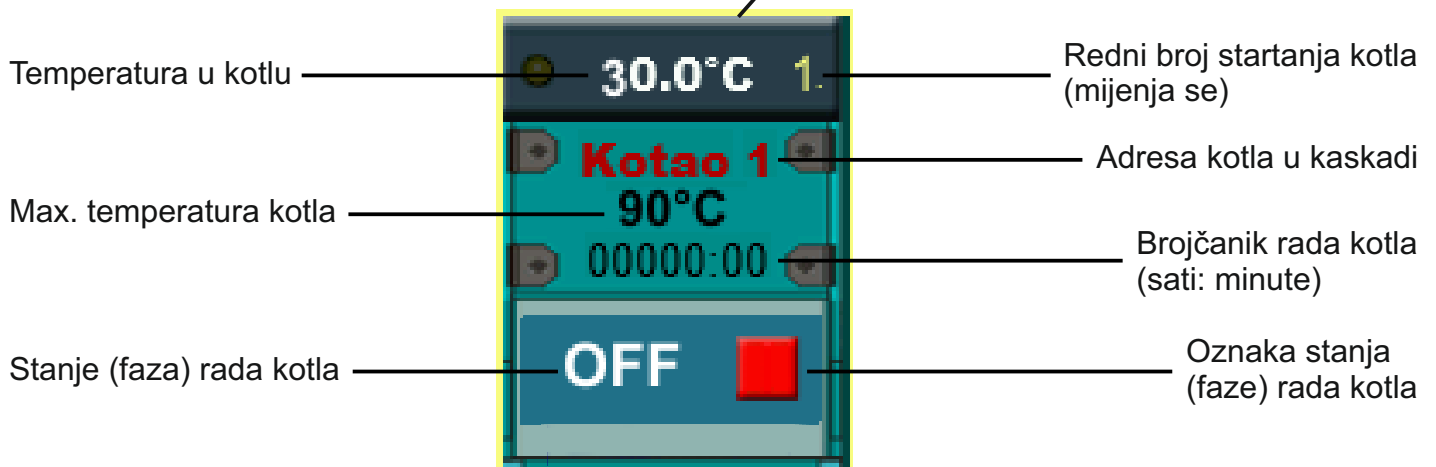 Temperatura u kotlu
30.0°C 1.
Redni broj startanja kotla
(mijenja se)
Kotao 1
Adresa kotla u kaskadi
Max. temperatura kotla
90°C
00000:00
Brojčanik rada kotla
(sati: minute)
Stanje (faza) rada kotla
OFF
Oznaka stanja
(faze) rada kotla